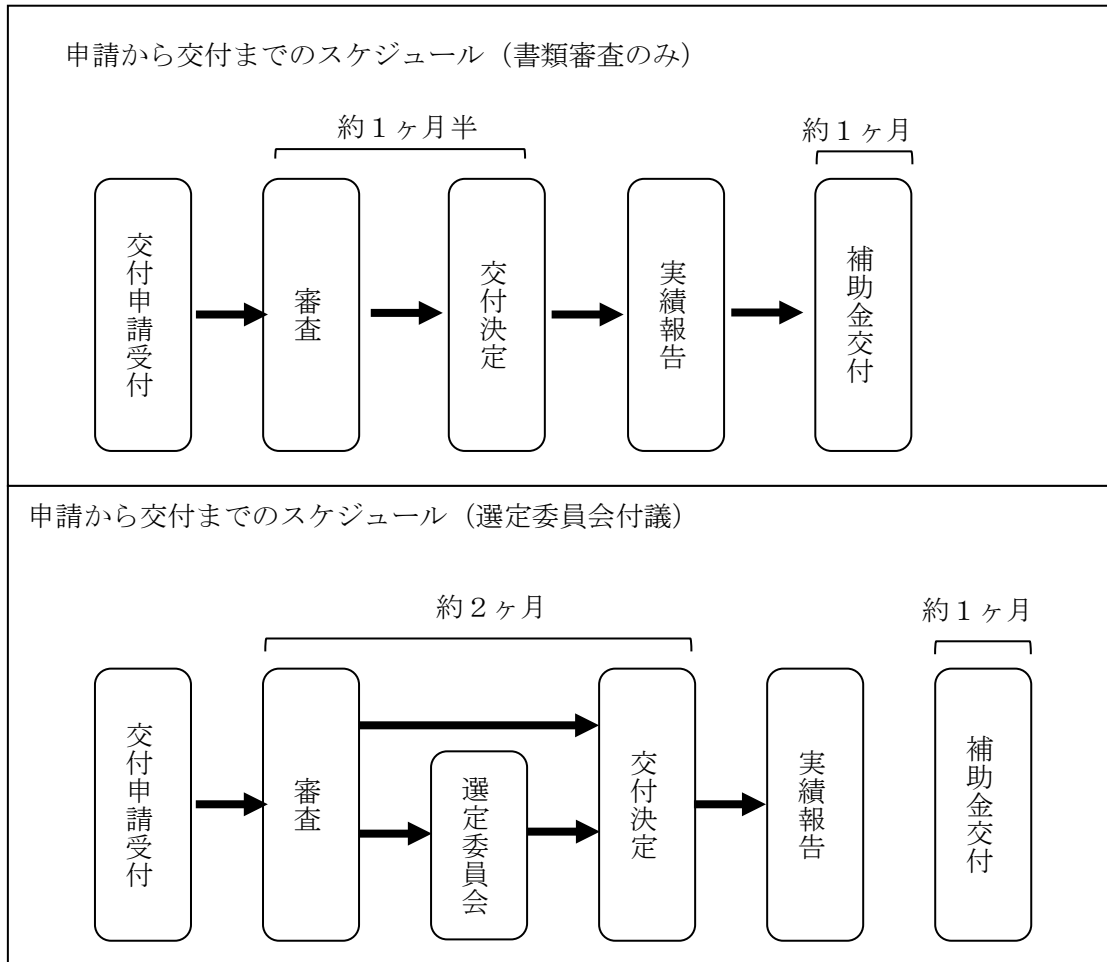 申請から交付までのスケジュール（書類審査のみ）
約１ヶ月半
約１ヶ月
交付申請受付
審査
交付決定
実績報告
補助金交付
申請から交付までのスケジュール（選定委員会付議）
約２ヶ月
約１ヶ月
交付申請受付
審査
選定委員会
交付決定
実績報告
補助金交付